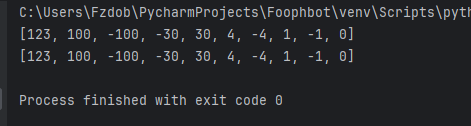 C:\Users\Fzdob\PycharmProjects\Foophbot\venv\Scripts\pyth
[123, 100, -100, -30, 30, 4, -4, 1, -1, 0]
[123, 100, -100, -30, 30, 4, -4, 1, -1, 0]
Process finished with exit code 0